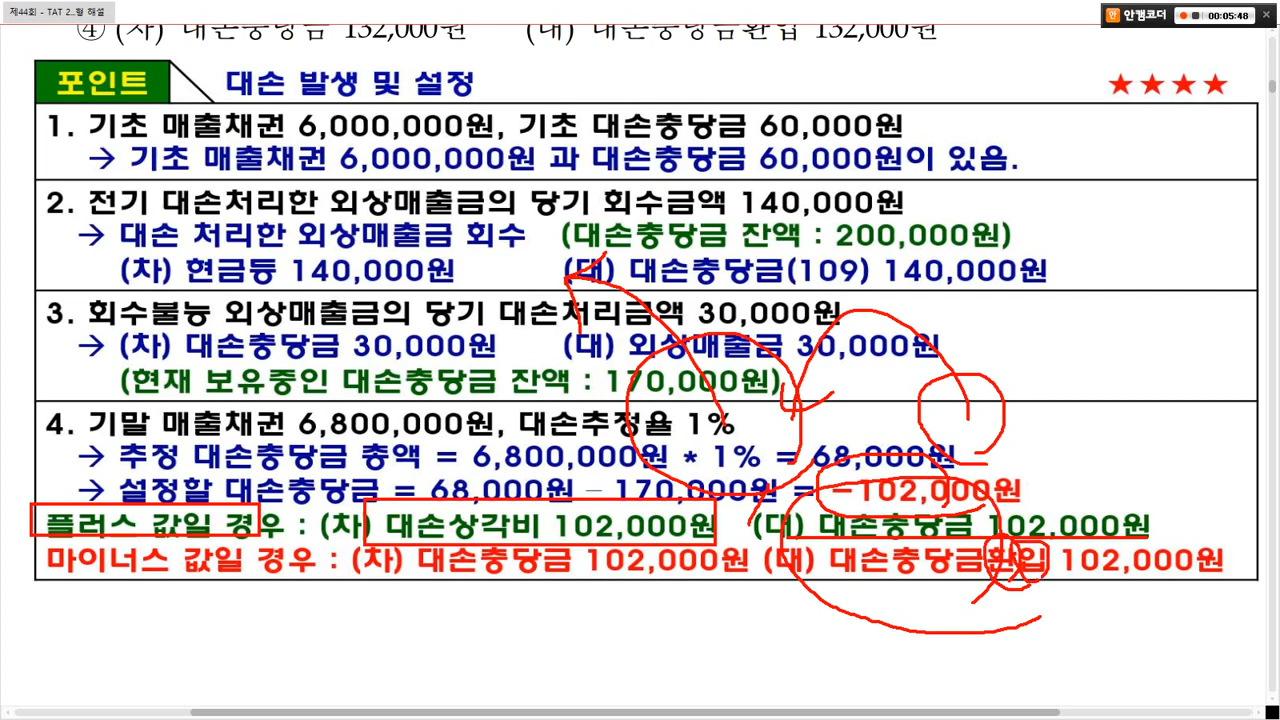 제44회 - TAT 2_형 해설
안캠코더 00:05:48
④ (차) 대손충당금 132,000원 (대) 대손충당금환입 132,000원
포인트 대손 발생 및 설정 ★★★★
1. 기초 매출채권 6,000,000원, 기초 대손충당금 60,000원
→ 기초 매출채권 6,000,000원 과 대손충당금 60,000원이 있음.
2. 전기 대손처리한 외상매출금의 당기 회수금액 140,000원
→ 대손 처리한 외상매출금 회수 (대손충당금 잔액 : 200,000원)
(차) 현금등 140,000원 (대) 대손충당금(109) 140,000원
3. 회수불능 외상매출금의 당기 대손처리금액 30,000원
→ (차) 대손충당금 30,000원 (대) 외상매출금 30,000원
(현재 보유중인 대손충당금 잔액 : 170,000원)
4. 기말 매출채권 6,800,000원, 대손추정율 1%
→ 추정 대손충당금 총액 = 6,800,000원 * 1% = 68,000원
→ 설정할 대손충당금 = 68,000원 – 170,000원 = -102,000원
플러스 값일 경우 : (차) 대손상각비 102,000원 (대) 대손충당금 102,000원
마이너스 값일 경우 : (차) 대손충당금 102,000원 (대) 대손충당금환입 102,000원